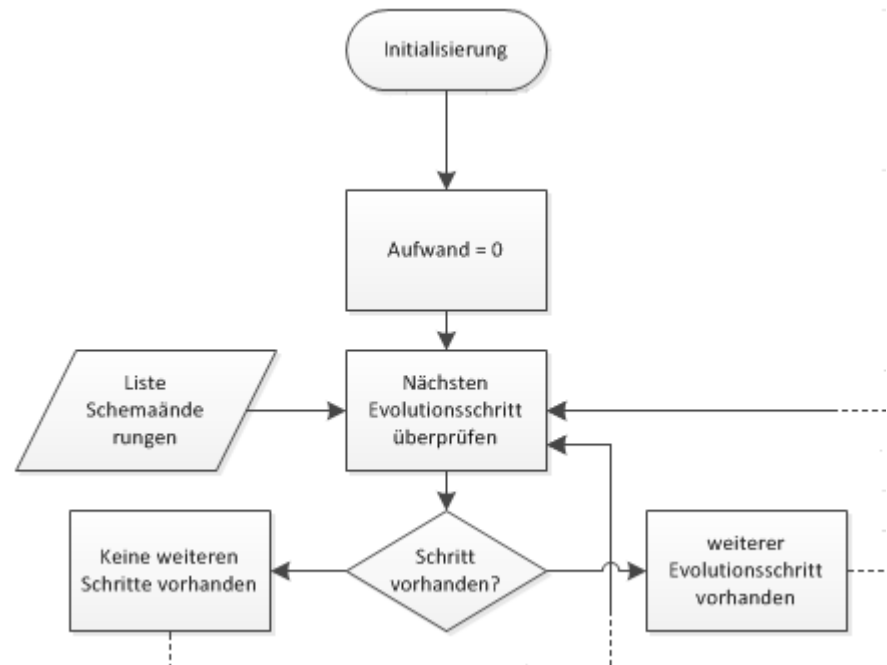 Initialisierung
Aufwand = 0
Liste
Schemaände
rungen
Nächsten
Evolutionsschritt
überprüfen
Keine weiteren
Schritte vorhanden
Schritt
vorhanden?
weiterer
Evolutionsschritt
vorhanden